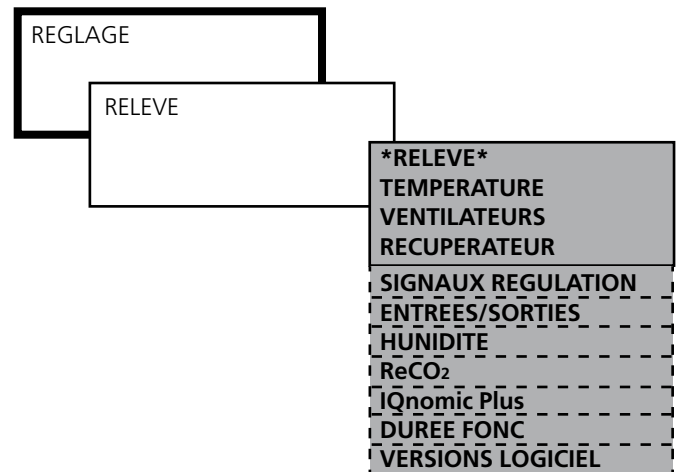 REGLAGE
RELEVE
*RELEVE*
TEMPERATURE
VENTILATEURS
RECUPERATEUR
SIGNAUX REGULATION
ENTREES/SORTIES
HUNIDITE
ReCO₂
IQnomic Plus
DUREE FONC
VERSIONS LOGICIEL